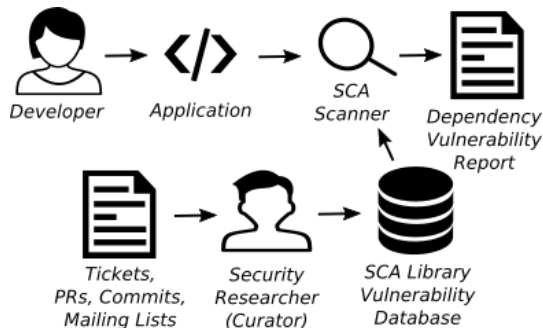 Developer
Application
SCA
Scanner
Dependency
Vulnerability
Report
Tickets,
PRs, Commits,
Mailing Lists
Security
Researcher
(Curator)
SCA Library
Vulnerability
Database